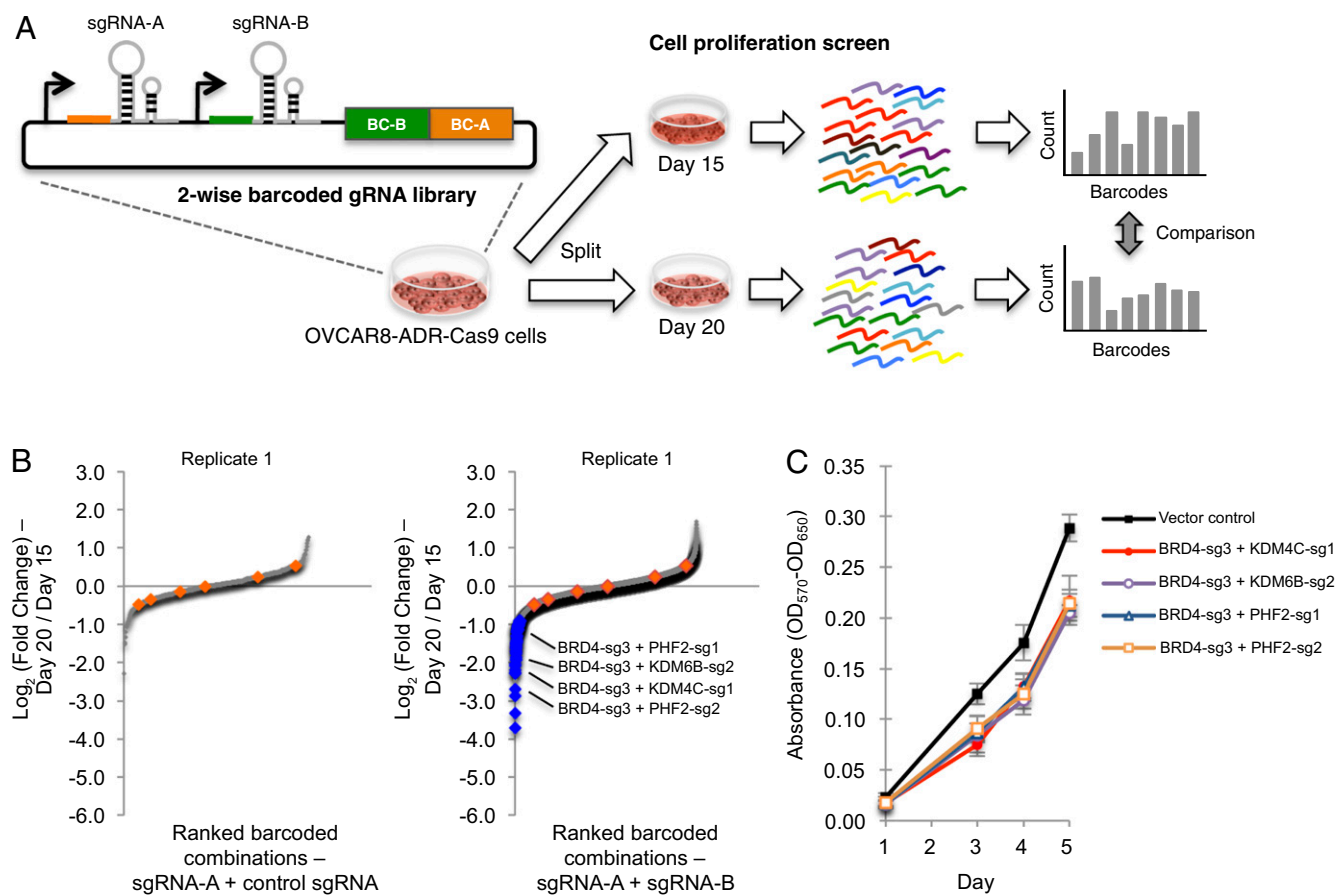 A
sgRNA-A
sgRNA-B
BC-B
BC-A
2-wise barcoded gRNA library
OVCAR8-ADR-Cas9 cells
Split
Cell proliferation screen
Day 15
Count
Barcodes
Comparison
Day 20
Count
Barcodes
B
Replicate 1
Log2 (Fold Change) –
Day 20 / Day 15
3.0
2.0
1.0
0.0
-1.0
-2.0
-3.0
-4.0
-5.0
-6.0
Ranked barcoded
combinations –
sgRNA-A + control sgRNA
Replicate 1
Log2 (Fold Change) –
Day 20 / Day 15
3.0
2.0
1.0
0.0
-1.0
-2.0
-3.0
-4.0
-5.0
-6.0
BRD4-sg3 + PHF2-sg1
BRD4-sg3 + KDM6B-sg2
BRD4-sg3 + KDM4C-sg1
BRD4-sg3 + PHF2-sg2
Ranked barcoded
combinations –
sgRNA-A + sgRNA-B
C
Absorbance (OD570-OD650)
0.35
0.30
0.25
0.20
0.15
0.10
0.05
0.00
1 2 3 4 5
Day
Vector control
BRD4-sg3 + KDM4C-sg1
BRD4-sg3 + KDM6B-sg2
BRD4-sg3 + PHF2-sg1
BRD4-sg3 + PHF2-sg2